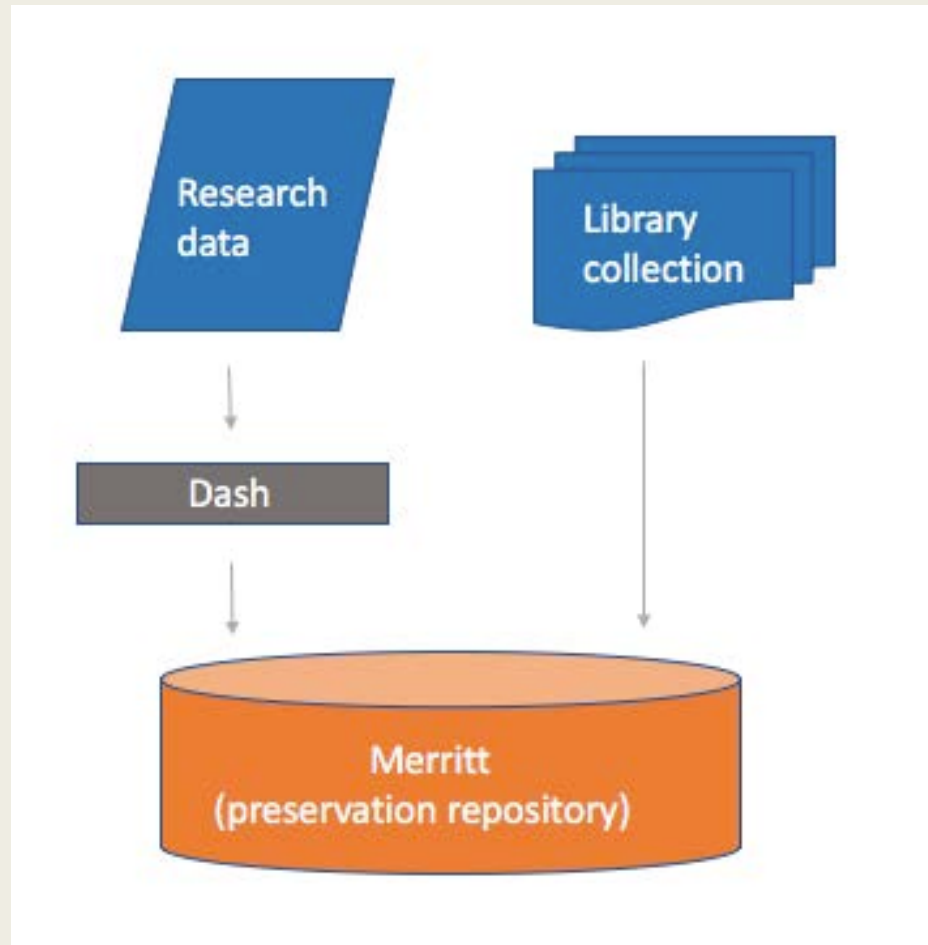 Research
data
Library
collection
Dash
Merritt
(preservation repository)